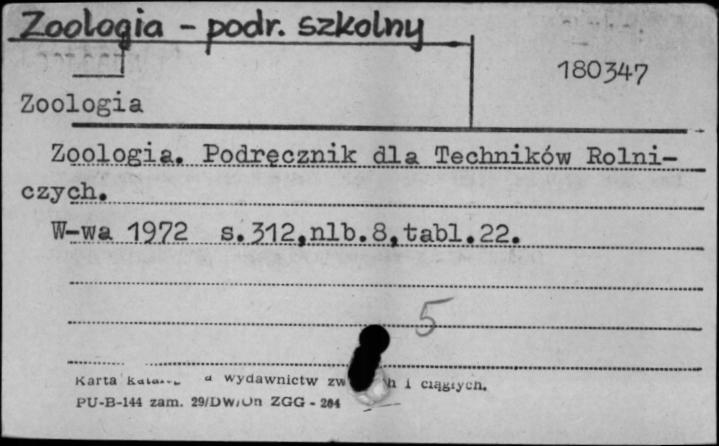 Zoologia - podr. szkolny
180347
Zoologia
Zoologia. Podręcznik dla Techników Rolni-
czych.
W-wa 1972 s.312,nlb.8,tabl.22.
5
Karta wydawnictw i ciągłych.
PU-B-144 zam. 29/DW/Un ZGG - 264